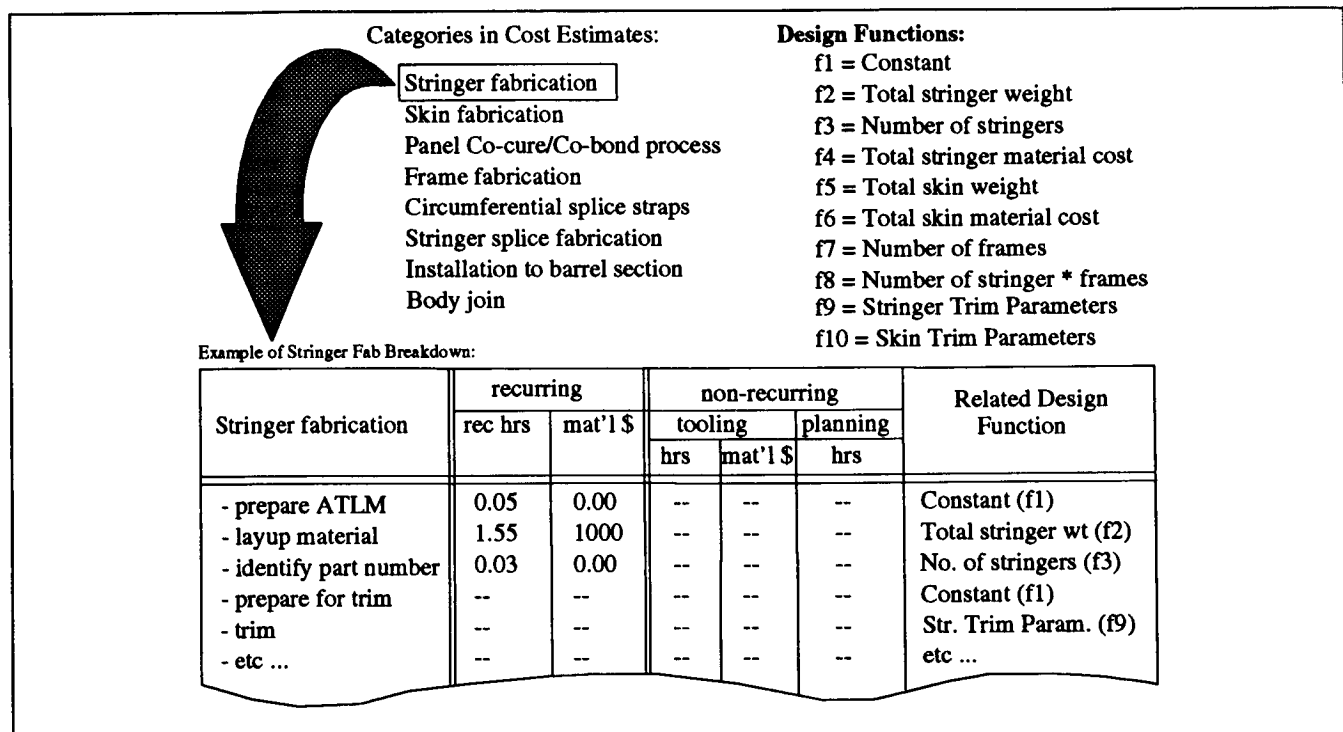 Categories in Cost Estimates:
Stringer fabrication
Skin fabrication
Panel Co-cure/Co-bond process
Frame fabrication
Circumferential splice straps
Stringer splice fabrication
Installation to barrel section
Body join
Design Functions:
f1 = Constant
f2 = Total stringer weight
f3 = Number of stringers
f4 = Total stringer material cost
f5 = Total skin weight
f6 = Total skin material cost
f7 = Number of frames
f8 = Number of stringer * frames
f9 = Stringer Trim Parameters
f10 = Skin Trim Parameters
Example of Stringer Fab Breakdown:
Stringer fabrication recurring non-recurring Related Design Function
rec hrs mat'l $ tooling planning
hrs mat'l $ hrs
- prepare ATLM 0.05 0.00 -- -- -- Constant (f1)
- layup material 1.55 1000 -- -- -- Total stringer wt (f2)
- identify part number 0.03 0.00 -- -- -- No. of stringers (f3)
- prepare for trim -- -- -- -- -- Constant (f1)
- trim -- -- -- -- -- Str. Trim Param. (f9)
- etc ... -- -- -- -- -- etc ...